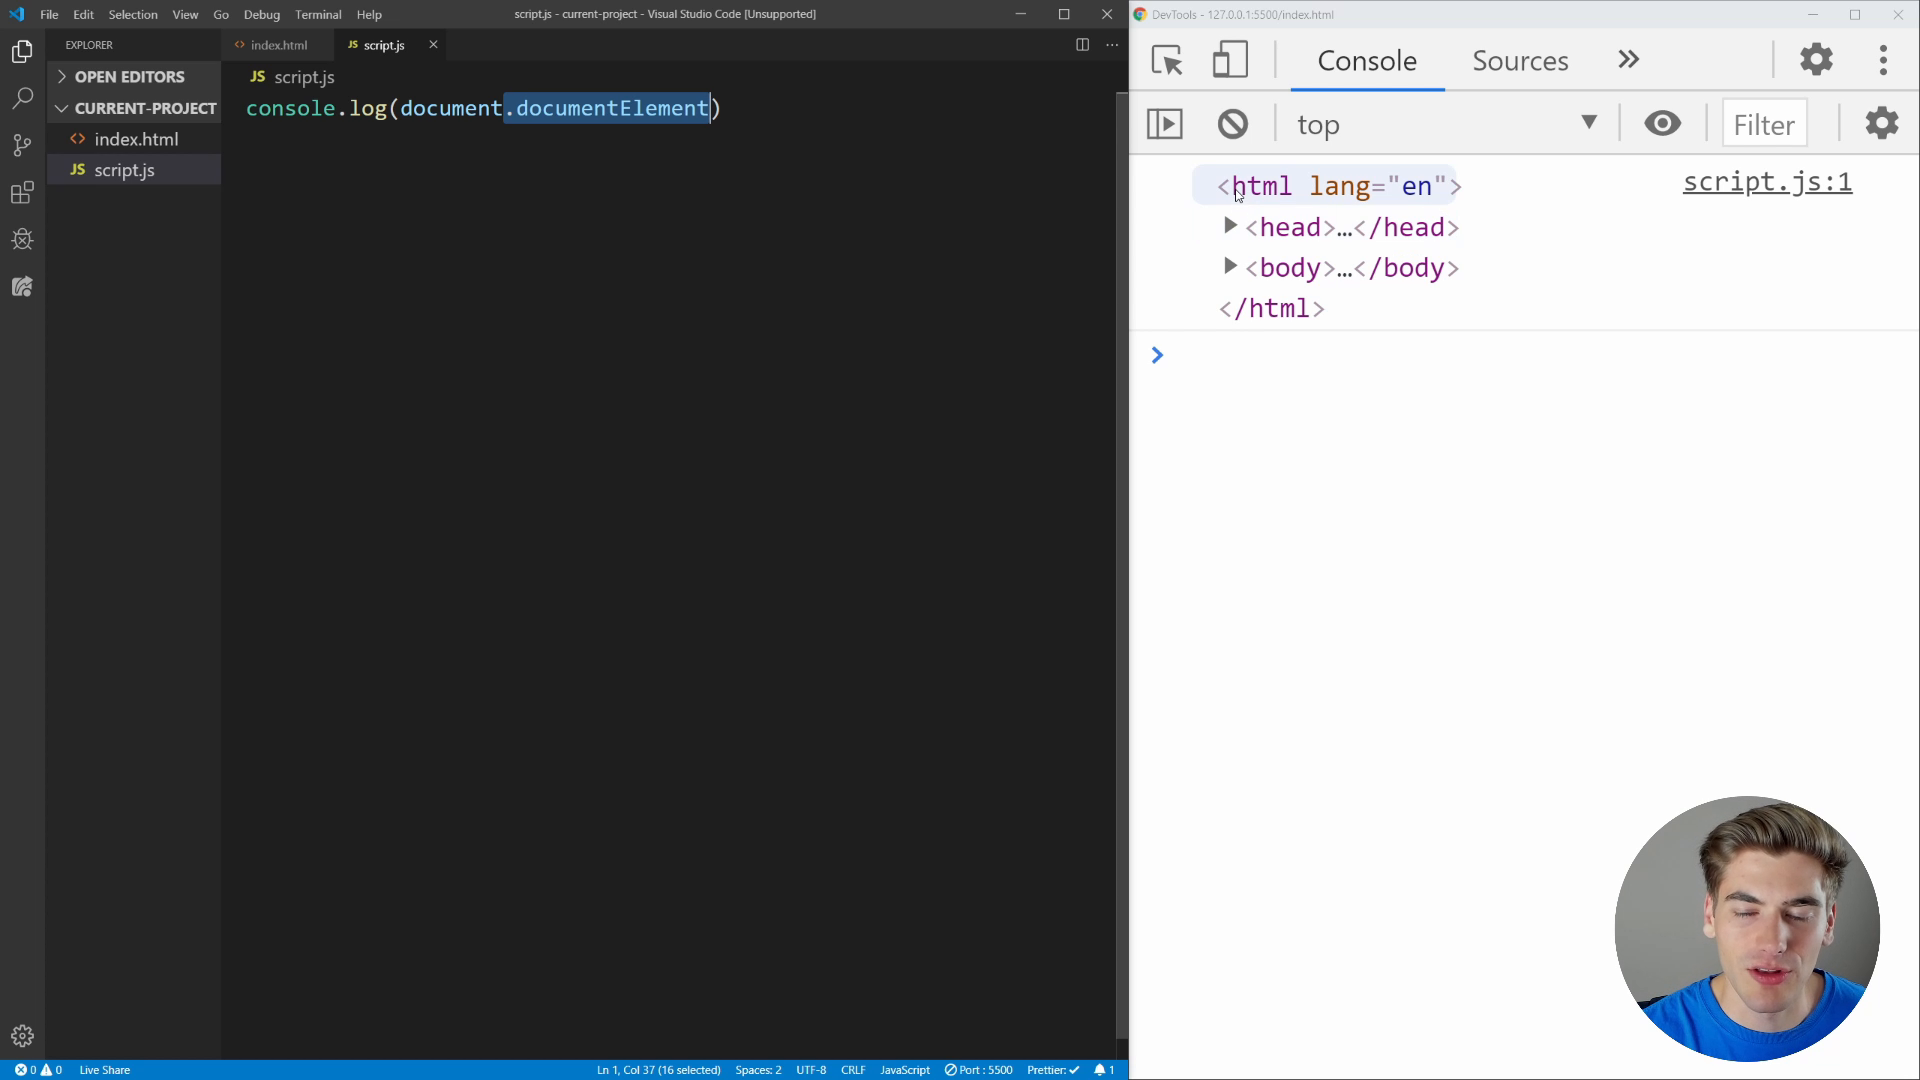 File Edit Selection View Go Debug Terminal Help
script.js - current-project - Visual Studio Code [Unsupported]
EXPLORER
OPEN EDITORS
CURRENT-PROJECT
<> index.html
JS script.js
<> index.html
JS script.js
JS script.js
console.log(document.documentElement)
0 0 Live Share
Ln 1, Col 37 (16 selected) Spaces: 2 UTF-8 CRLF JavaScript Port : 5500 Prettier: 1
DevTools - 127.0.0.1:5500/index.html
Console Sources
top
Filter
<html lang="en">
script.js:1
<head>…</head>
<body>…</body>
</html>